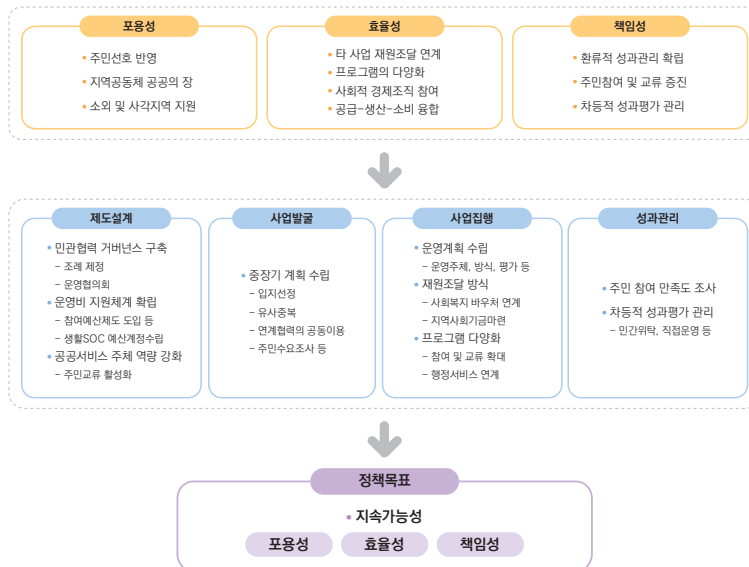 포용성
• 주민선호 반영
• 지역공동체 공공의 장
• 소외 및 사각지역 지원
효율성
• 타 사업 재원조달 연계
• 프로그램의 다양화
• 사회적 경제조직 참여
• 공급-생산-소비 융합
책임성
• 환류적 성과관리 확립
• 주민참여 및 교류 증진
• 차등적 성과평가 관리
제도설계
• 민관협력 거버넌스 구축
- 조례 제정
- 운영협의회
• 운영비 지원체계 확립
- 참여예산제도 도입 등
- 생활SOC 예산계정수립
• 공공서비스 주체 역량 강화
- 주민교류 활성화
사업발굴
• 중장기 계획 수립
- 입지선정
- 유사중복
- 연계협력의 공동이용
- 주민수요조사 등
사업집행
• 운영계획 수립
- 운영주체, 방식, 평가 등
• 재원조달 방식
- 사회복지 바우처 연계
- 지역사회기금마련
• 프로그램 다양화
- 참여 및 교류 확대
- 행정서비스 연계
성과관리
• 주민 참여 만족도 조사
• 차등적 성과평가 관리
- 민간위탁, 직접운영 등
정책목표
• 지속가능성
포용성 효율성 책임성